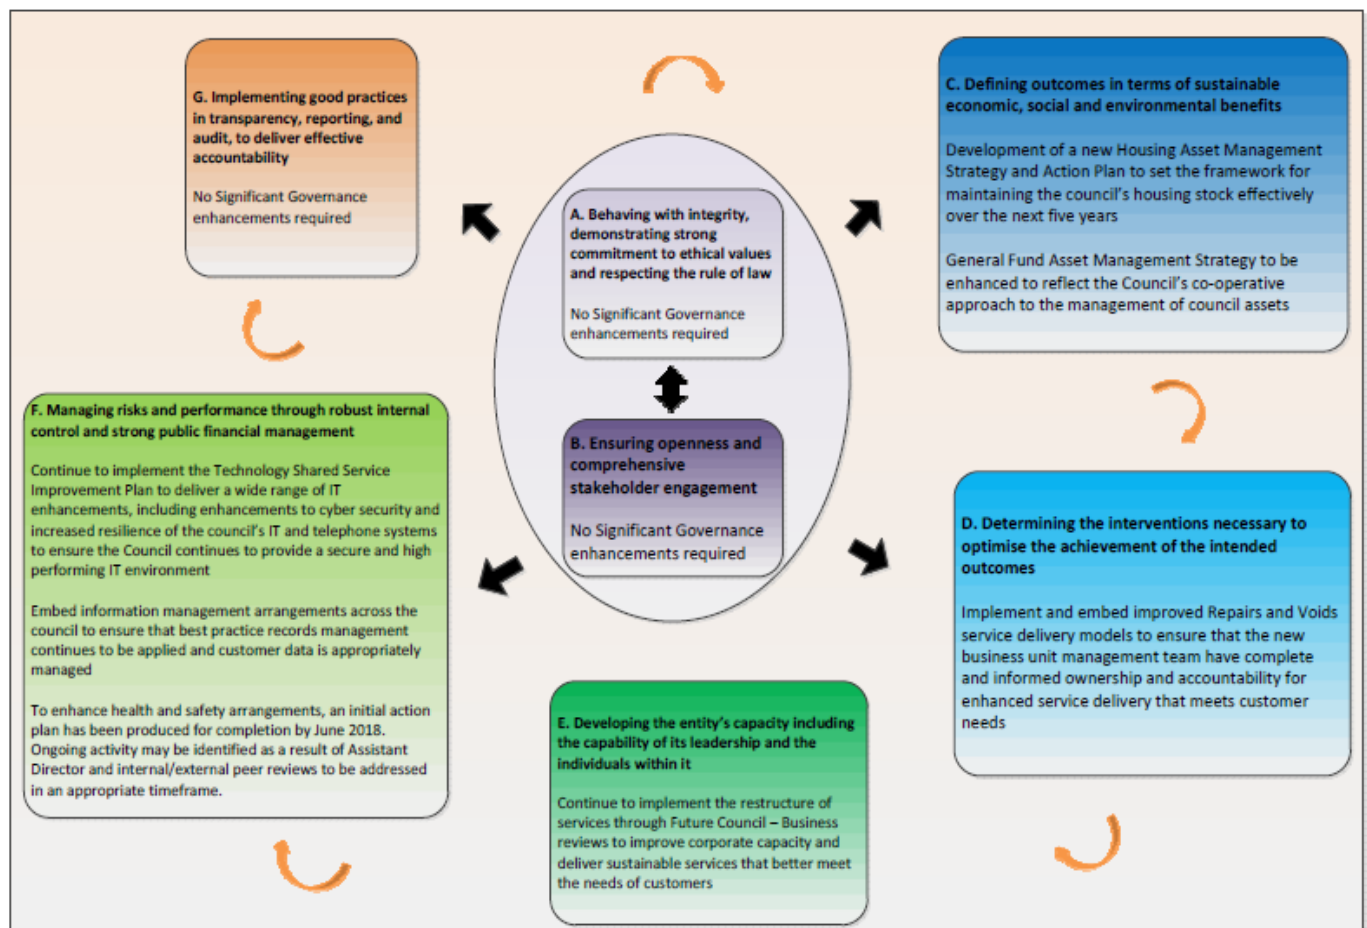 G. Implementing good practices
in transparency, reporting, and
audit, to deliver effective
accountability
No Significant Governance
enhancements required
A. Behaving with integrity,
demonstrating strong
commitment to ethical values
and respecting the rule of law
No Significant Governance
enhancements required
B. Ensuring openness and
comprehensive
stakeholder engagement
No Significant Governance
enhancements required
C. Defining outcomes in terms of sustainable
economic, social and environmental benefits
Development of a new Housing Asset Management
Strategy and Action Plan to set the framework for
maintaining the council's housing stock effectively
over the next five years
General Fund Asset Management Strategy to be
enhanced to reflect the Council's co-operative
approach to the management of council assets
D. Determining the interventions necessary to
optimise the achievement of the intended
outcomes
Implement and embed improved Repairs and Voids
service delivery models to ensure that the new
business unit management team have complete
and informed ownership and accountability for
enhanced service delivery that meets customer
needs
E. Developing the entity's capacity including
the capability of its leadership and the
individuals within it
Continue to implement the restructure of
services through Future Council – Business
reviews to improve corporate capacity and
deliver sustainable services that better meet
the needs of customers
F. Managing risks and performance through robust internal
control and strong public financial management
Continue to implement the Technology Shared Service
Improvement Plan to deliver a wide range of IT
enhancements, including enhancements to cyber security and
increased resilience of the council's IT and telephone systems
to ensure the Council continues to provide a secure and high
performing IT environment
Embed information management arrangements across the
council to ensure that best practice records management
continues to be applied and customer data is appropriately
managed
To enhance health and safety arrangements, an initial action
plan has been produced for completion by June 2018.
Ongoing activity may be identified as a result of Assistant
Director and internal/external peer reviews to be addressed
in an appropriate timeframe.